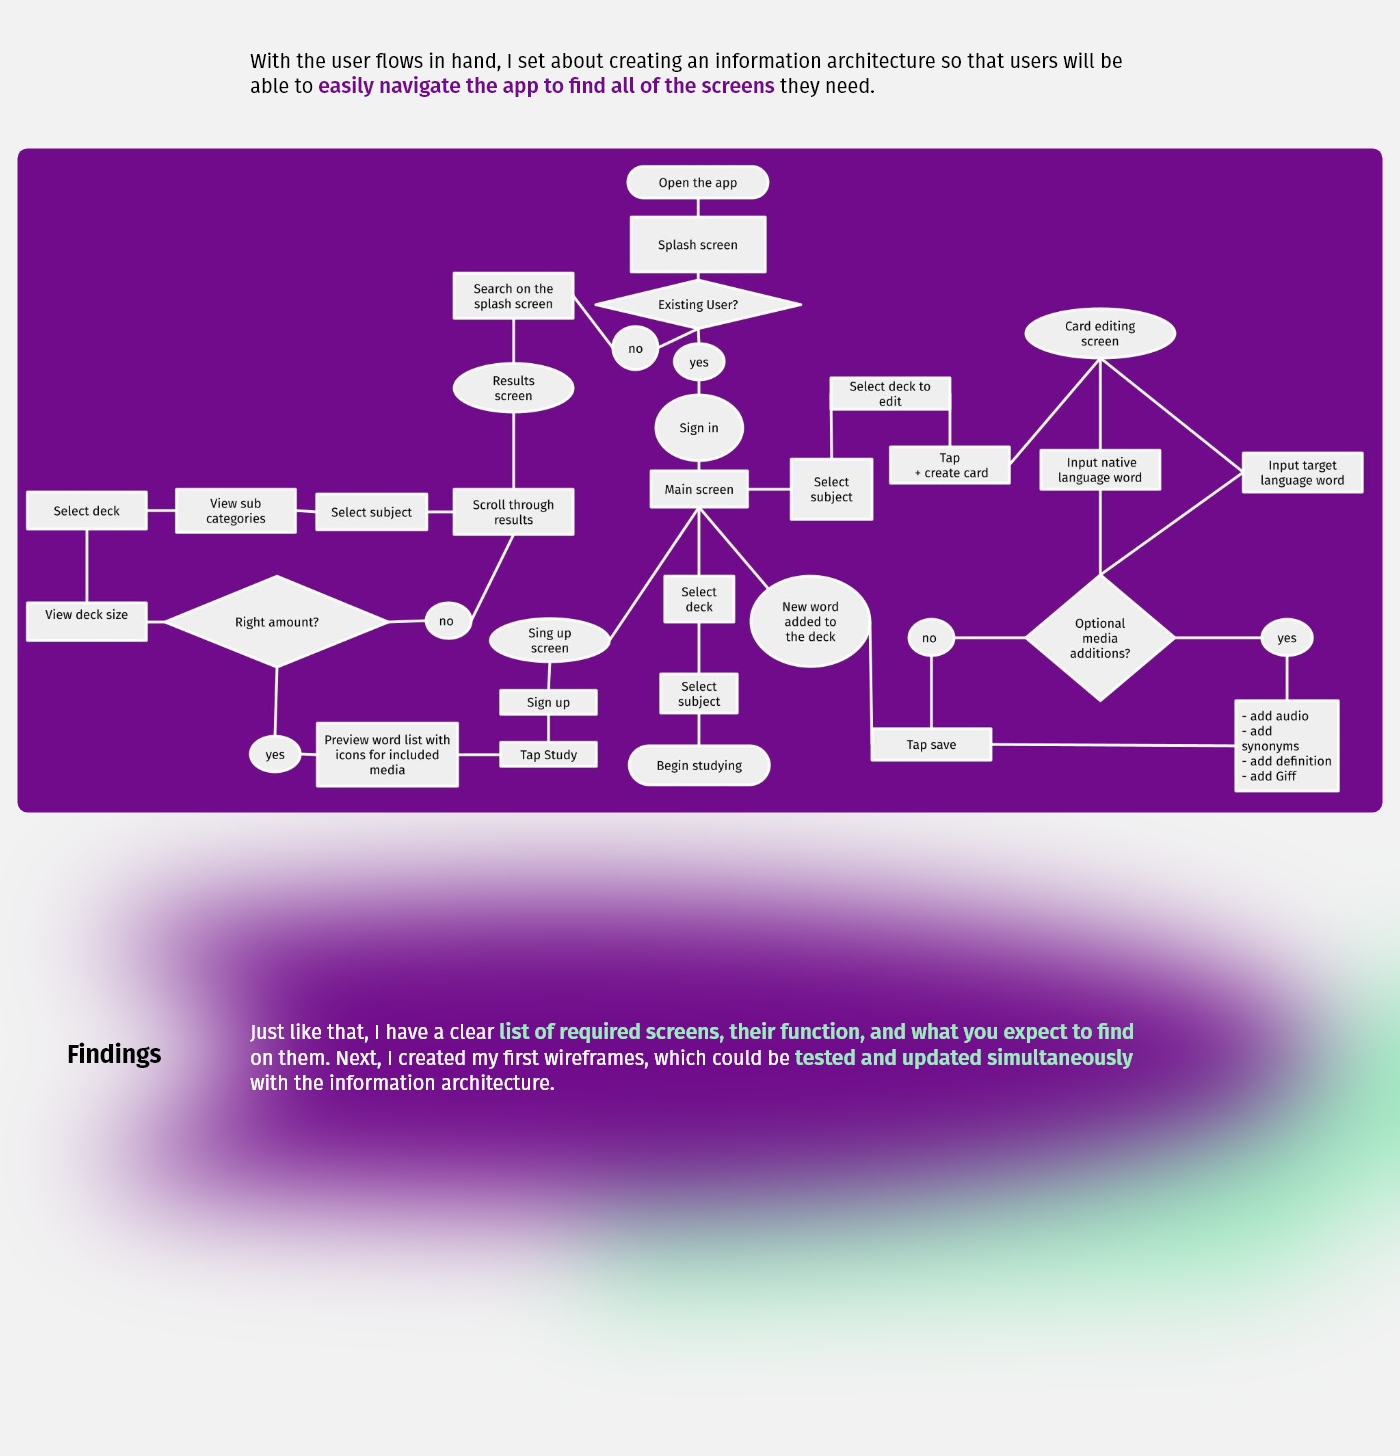 With the user flows in hand, I set about creating an information architecture so that users will be
able to easily navigate the app to find all of the screens they need.
Open the app
Splash screen
Existing User?
no
yes
Search on the
splash screen
Results
screen
Sign in
Main screen
Scroll through
results
Select subject
View sub
categories
Select deck
View deck size
Right amount?
no
yes
Preview word list with
icons for included
media
Tap Study
Sign up
Sing up
screen
Select
deck
Select
subject
Begin studying
Select
subject
Select deck to
edit
Tap
+ create card
Card editing
screen
Input native
language word
Input target
language word
Optional
media
additions?
no
yes
- add audio
- add
synonyms
- add definition
- add Giff
Tap save
New word
added to
the deck
Findings
Just like that, I have a clear list of required screens, their function, and what you expect to find
on them. Next, I created my first wireframes, which could be tested and updated simultaneously
with the information architecture.